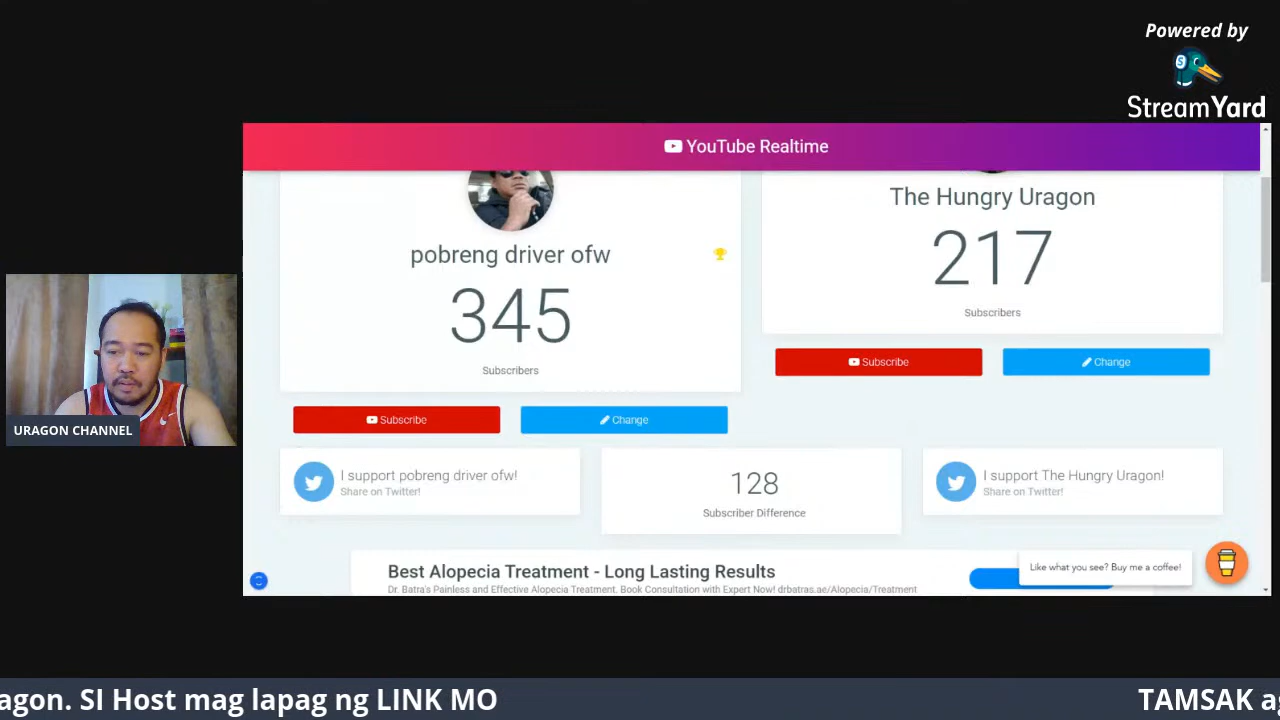 Powered by
StreamYard
YouTube Realtime
pobreng driver ofw
345
Subscribers
Subscribe
Change
The Hungry Uragon
217
Subscribers
Subscribe
Change
I support pobreng driver ofw!
Share on Twitter!
128
Subscriber Difference
I support The Hungry Uragon!
Share on Twitter!
Best Alopecia Treatment - Long Lasting Results
Dr. Batra's Painless and Effective Alopecia Treatment. Book Consultation with Expert Now! drbatras.ae/Alopecia/Treatment
Like what you see? Buy me a coffee!
URAGON CHANNEL
agon. SI Host mag lapag ng LINK MO
TAMSAK ag